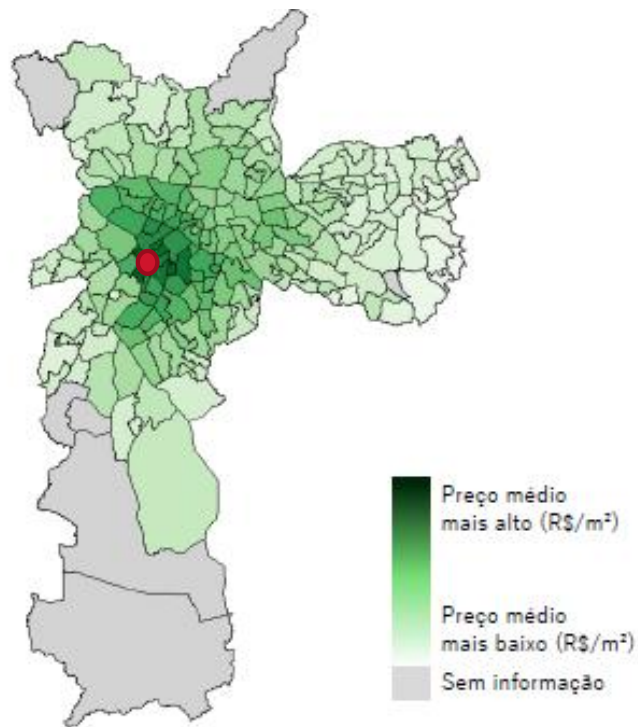 Preço médio
mais alto (R$/m²)
Preço médio
mais baixo (R$/m²)
Sem informação